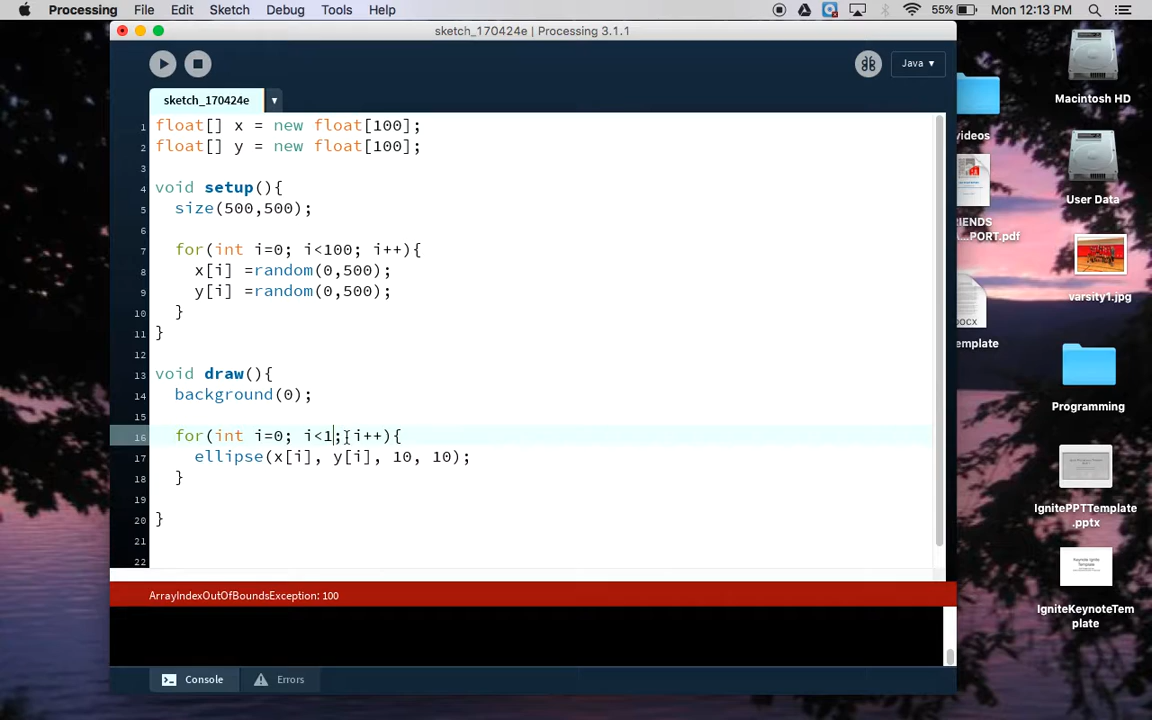 Processing File Edit Sketch Debug Tools Help 55% Mon 12:13 PM
sketch_170424e | Processing 3.1.1
Java ▾
sketch_170424e
1 float[] x = new float[100];
2 float[] y = new float[100];
3
4 void setup(){
5 size(500,500);
6
7 for(int i=0; i<100; i++){
8 x[i] =random(0,500);
9 y[i] =random(0,500);
10 }
11 }
12
13 void draw(){
14 background(0);
15
16 for(int i=0; i<1; i++){
17 ellipse(x[i], y[i], 10, 10);
18 }
19
20 }
21
22
ArrayIndexOutOfBoundsException: 100
Console Errors
Macintosh HD
User Data
varsity1.jpg
Programming
IgnitePPTTemplate
.pptx
IgniteKeynoteTem
plate
videos
PORT.pdf